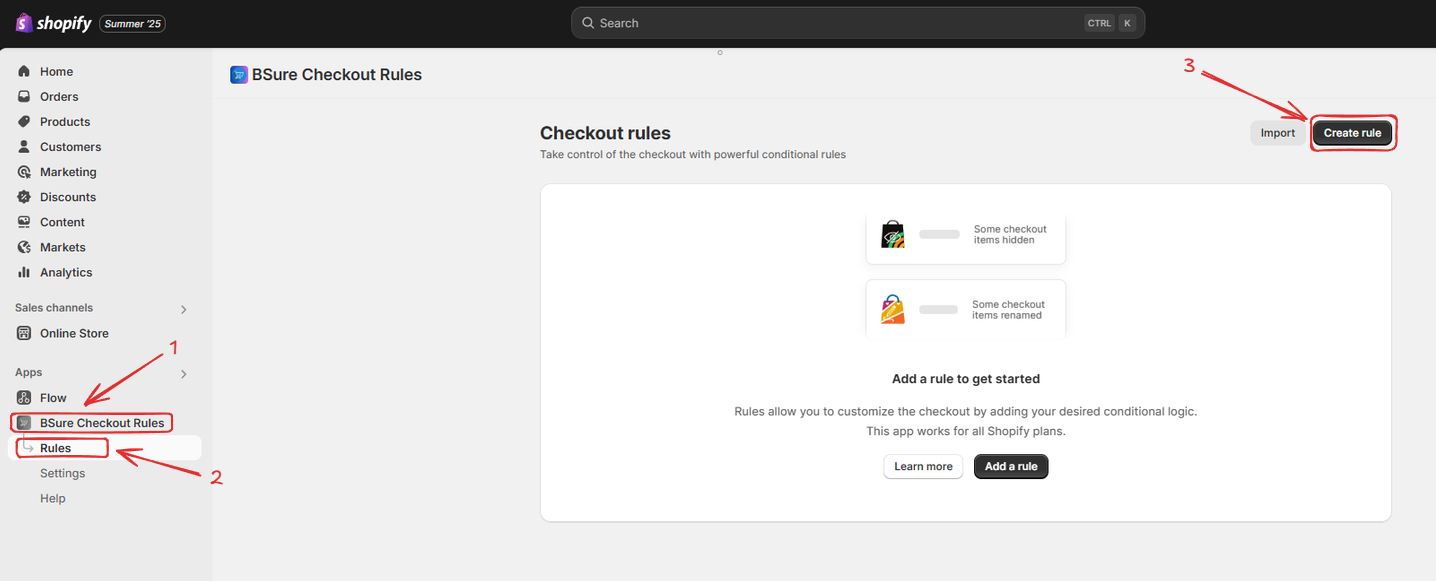 shopify Summer '25
Search CTRL K
Home
Orders
Products
Customers
Marketing
Discounts
Content
Markets
Analytics
Sales channels
Online Store
Apps
1
Flow
BSure Checkout Rules
Rules
2
Settings
Help
BSure Checkout Rules
3
Checkout rules
Take control of the checkout with powerful conditional rules
Import
Create rule
Some checkout
items hidden
Some checkout
items renamed
Add a rule to get started
Rules allow you to customize the checkout by adding your desired conditional logic.
This app works for all Shopify plans.
Learn more
Add a rule